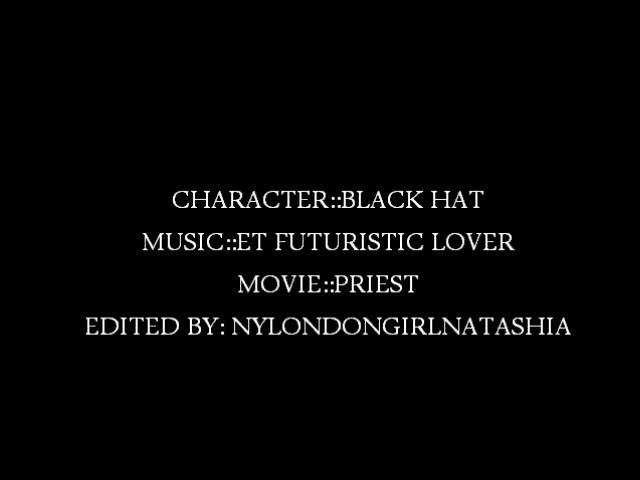 CHARACTER::BLACK HAT
MUSIC::ET FUTURISTIC LOVER
MOVIE::PRIEST
EDITED BY: NYLONDONGIRLNATASHIA